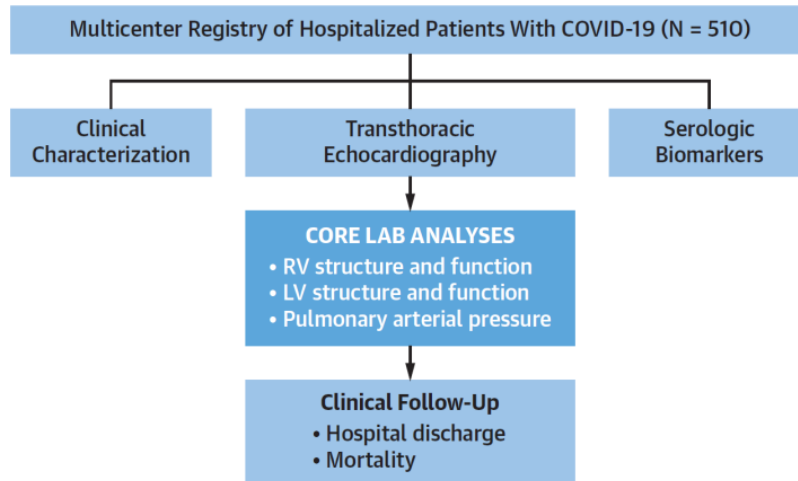 Multicenter Registry of Hospitalized Patients With COVID-19 (N = 510)
Clinical
Characterization
Transthoracic
Echocardiography
Serologic
Biomarkers
CORE LAB ANALYSES
• RV structure and function
• LV structure and function
• Pulmonary arterial pressure
Clinical Follow-Up
• Hospital discharge
• Mortality